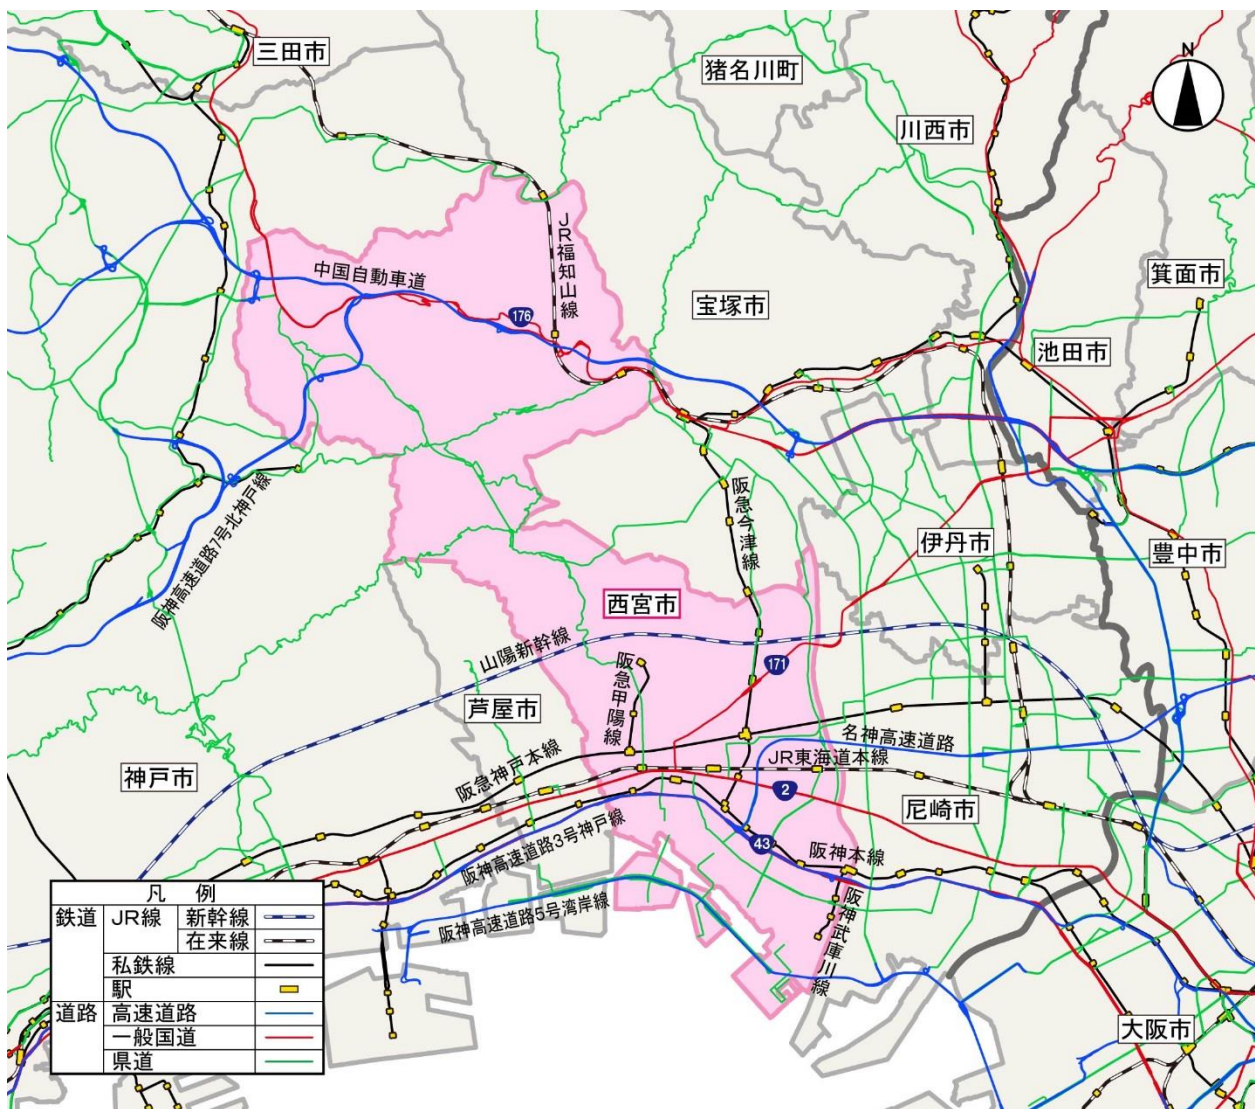 三田市
猪名川町
N
川西市
JR福知山線
中国自動車道
箕面市
176
宝塚市
池田市
阪急今津線
阪神高速道路7号北神戸線
伊丹市
豊中市
西宮市
山陽新幹線
阪急甲陽線
171
芦屋市
名神高速道路
JR東海道本線
神戸市
阪急神戸本線
2
尼崎市
阪神高速道路3号神戸線
43
阪神本線
阪神高速道路5号湾岸線
阪神武庫川線
凡 例
鉄道 JR線 新幹線
在来線
私鉄線
駅
道路 高速道路
一般国道
県道
大阪市